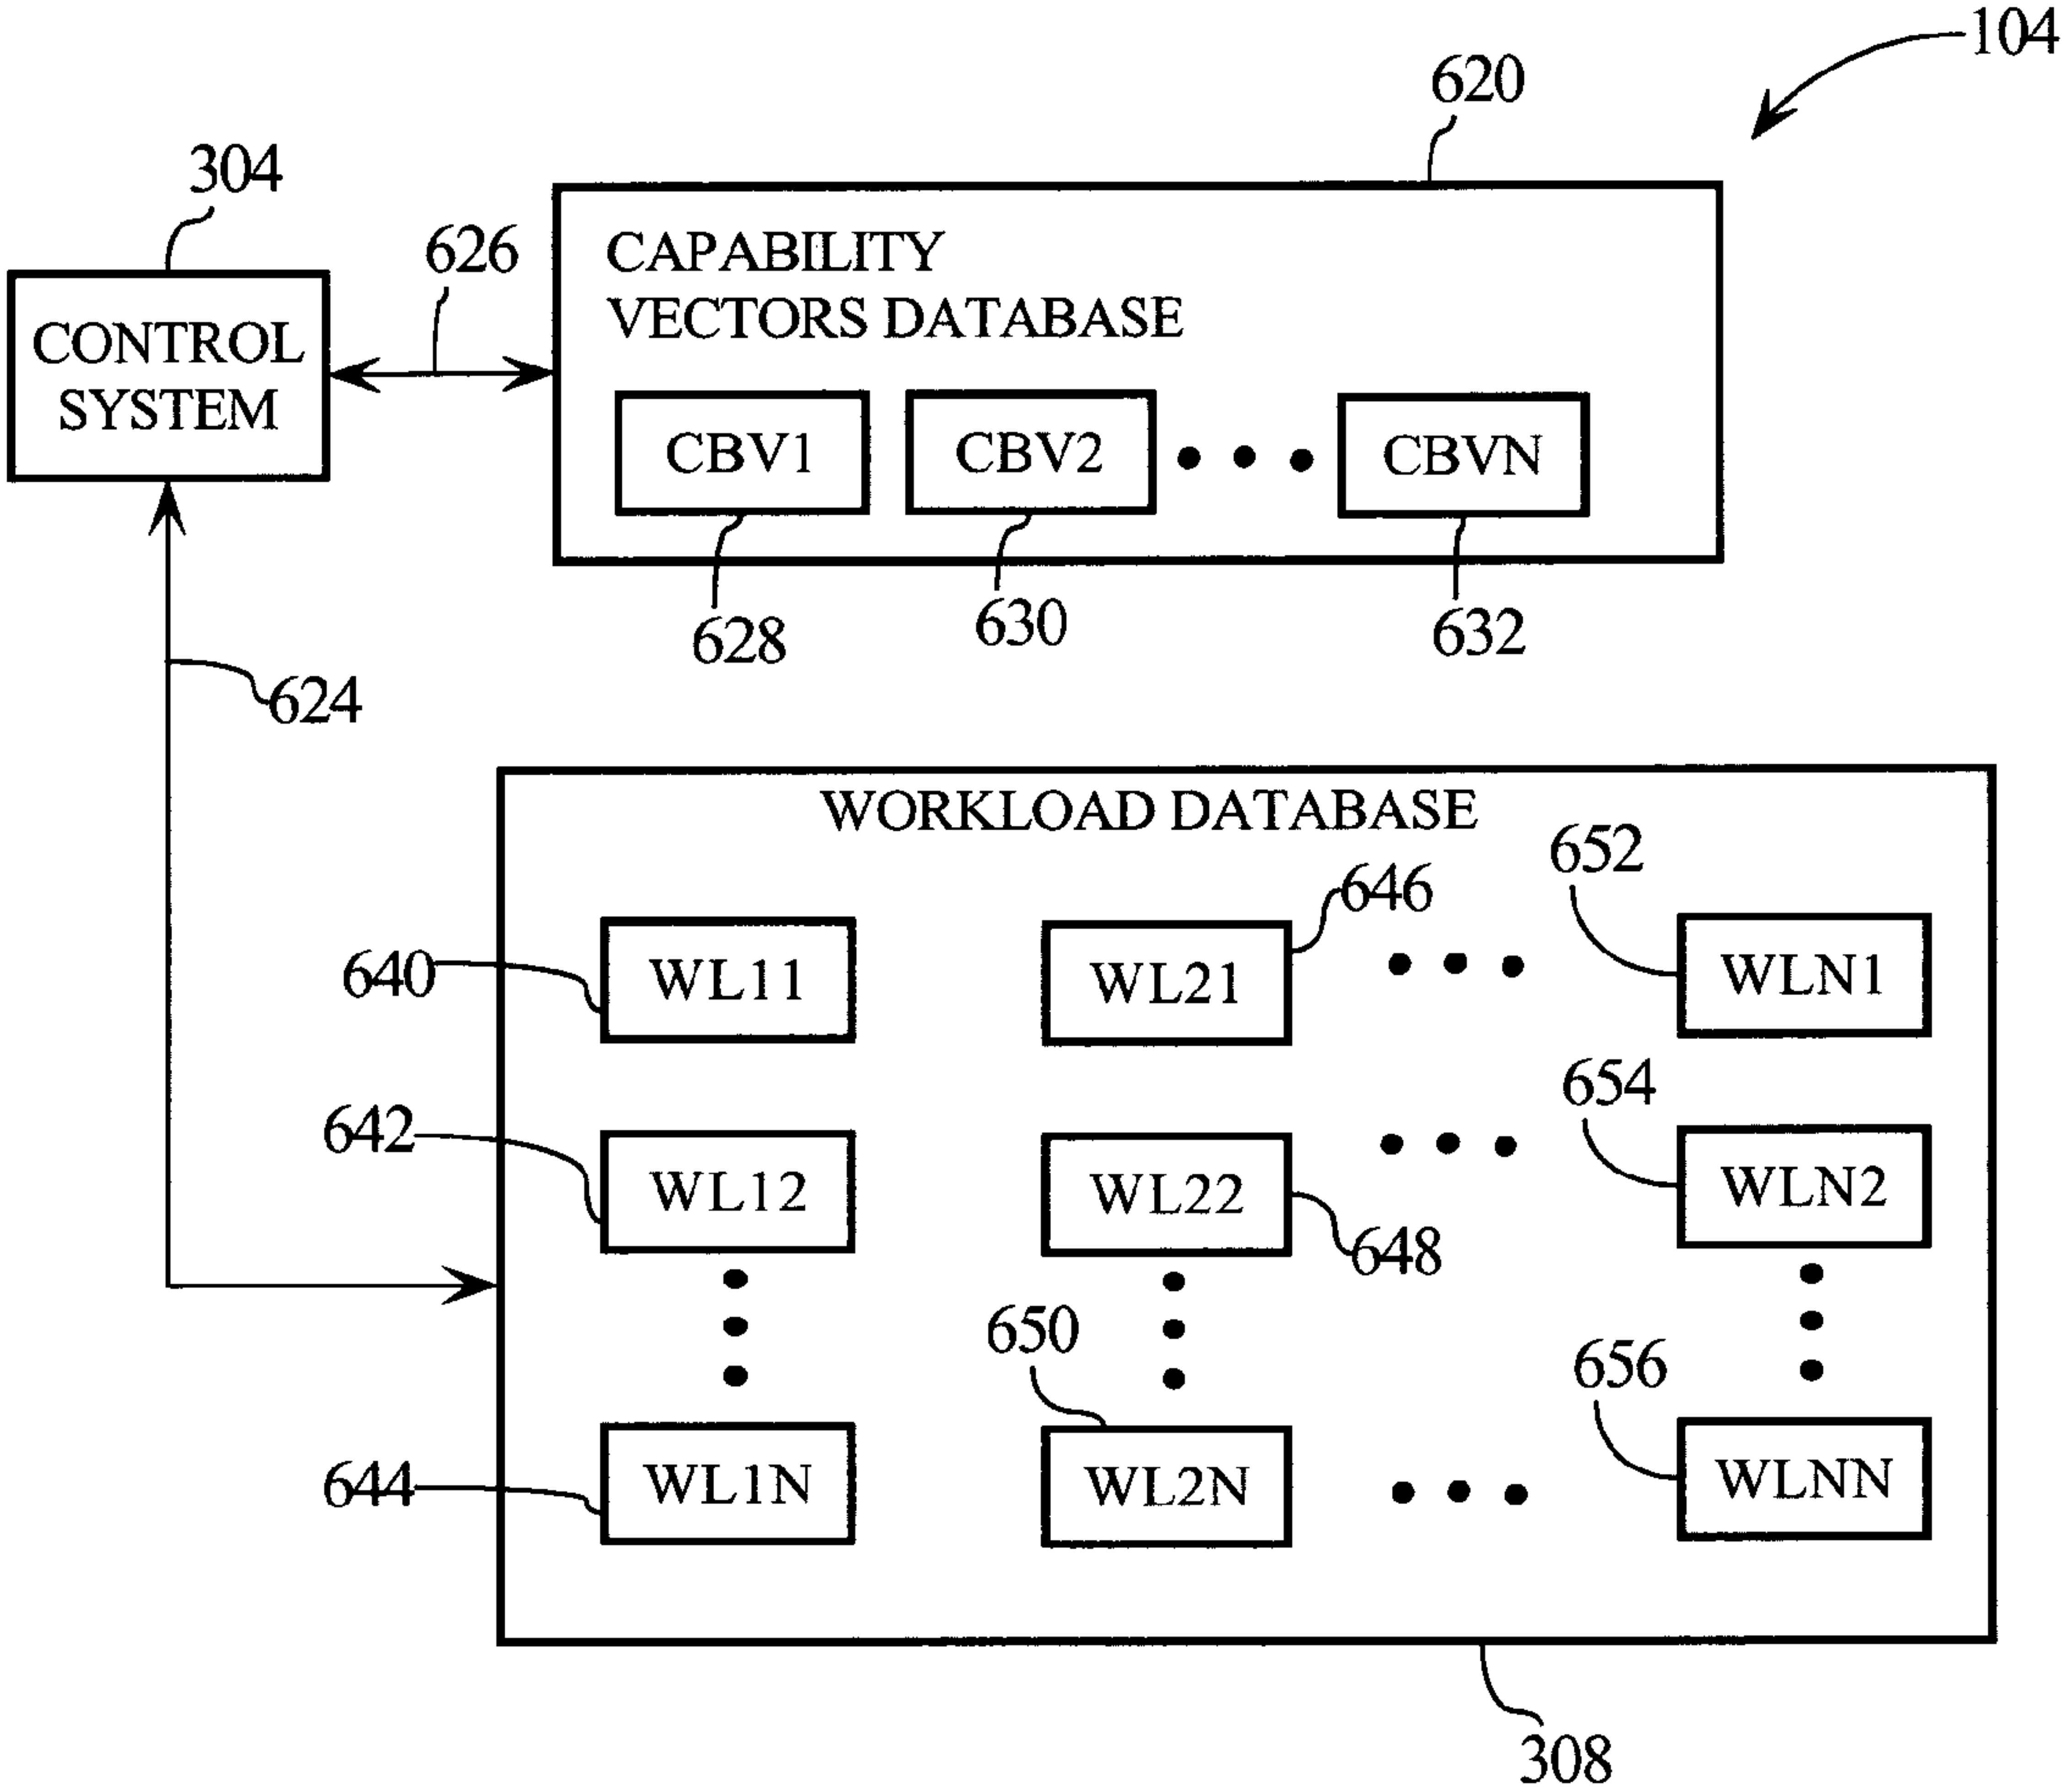 104
620
304
626
CAPABILITY
VECTORS DATABASE
CONTROL
SYSTEM
CBV1
CBV2
CBVN
628
630
632
624
WORKLOAD DATABASE
652
646
640
WL11
WL21
WLN1
654
642
WL12
WL22
WLN2
648
650
656
644
WL1N
WL2N
WLNN
308